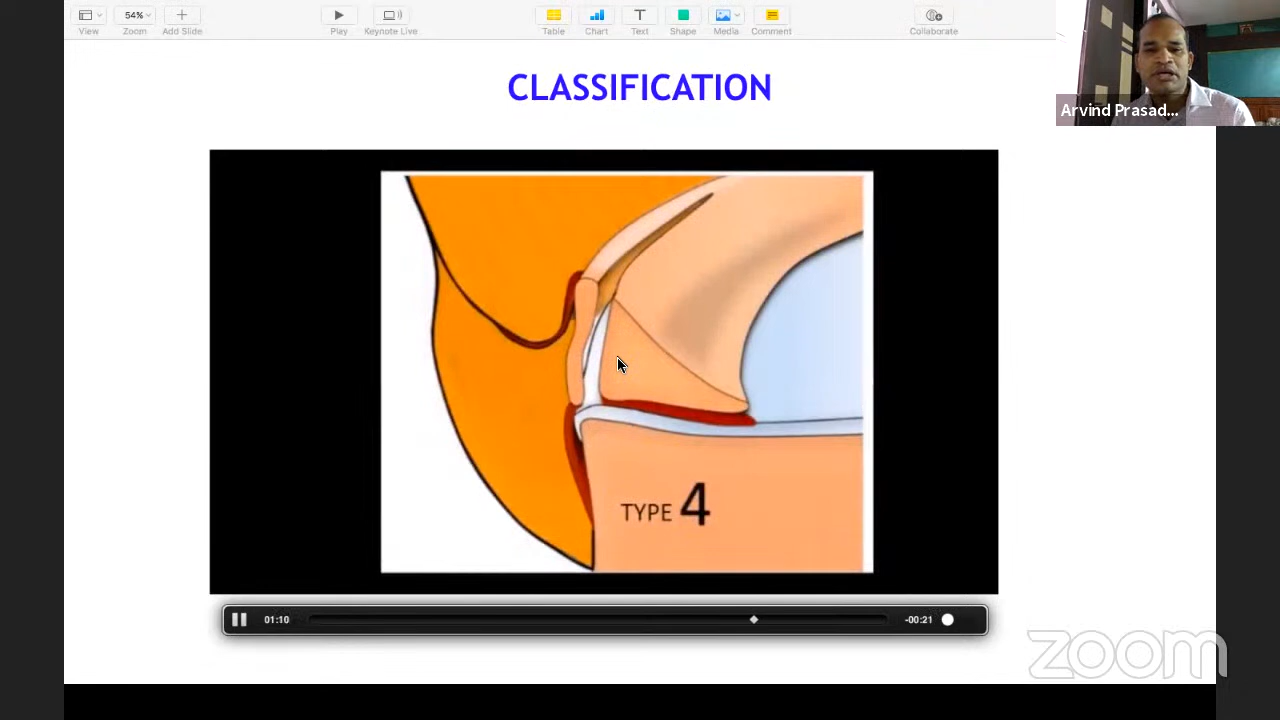 View
54%
Zoom
Add Slide
Play
Keynote Live
Table
Chart
Text
Shape
Media
Comment
Collaborate
Arvind Prasad...
CLASSIFICATION
TYPE 4
01:10
-00:21
zoom